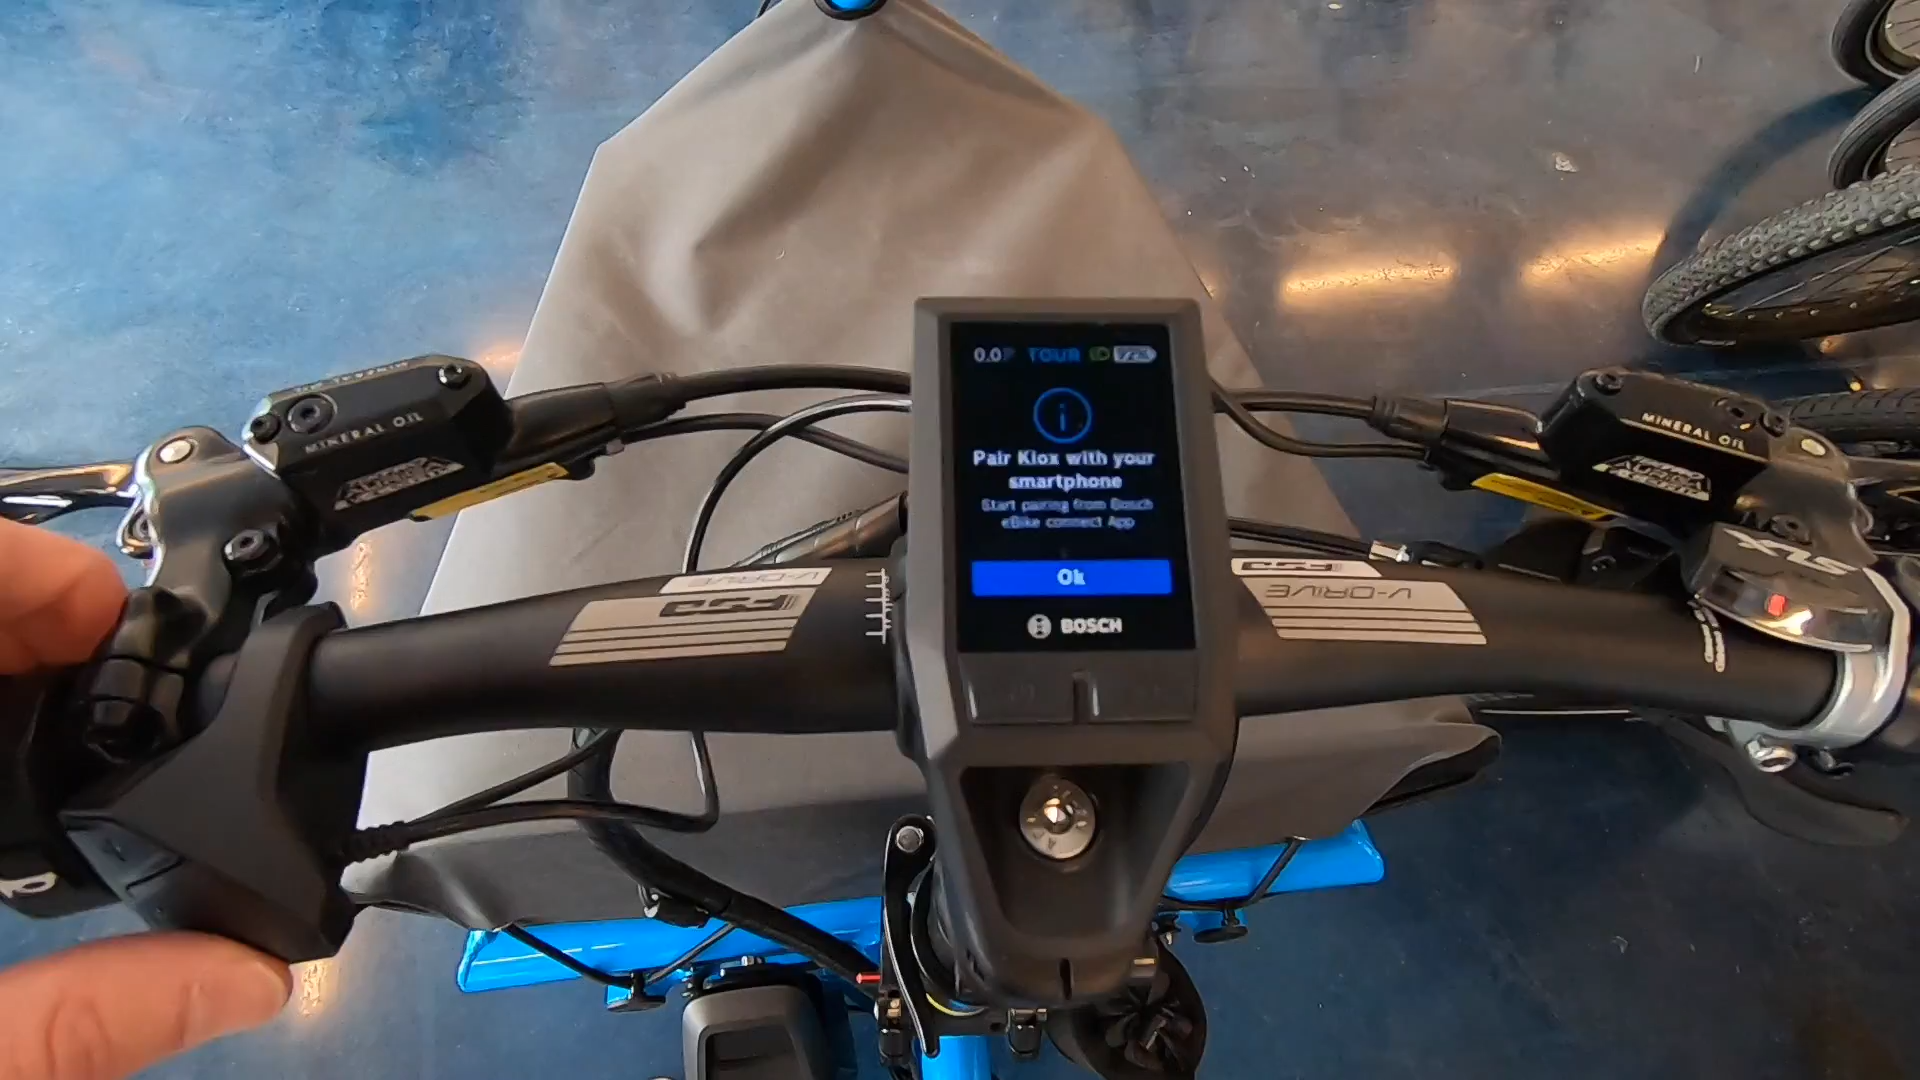 0.0 TOUR
Pair Kiox with your
smartphone
Start pairing from Bosch
eBike connect App
Ok
BOSCH
MINERAL OIL
MINERAL OIL
V-DRIVE
FSA
FSA
V-DRIVE
SLX